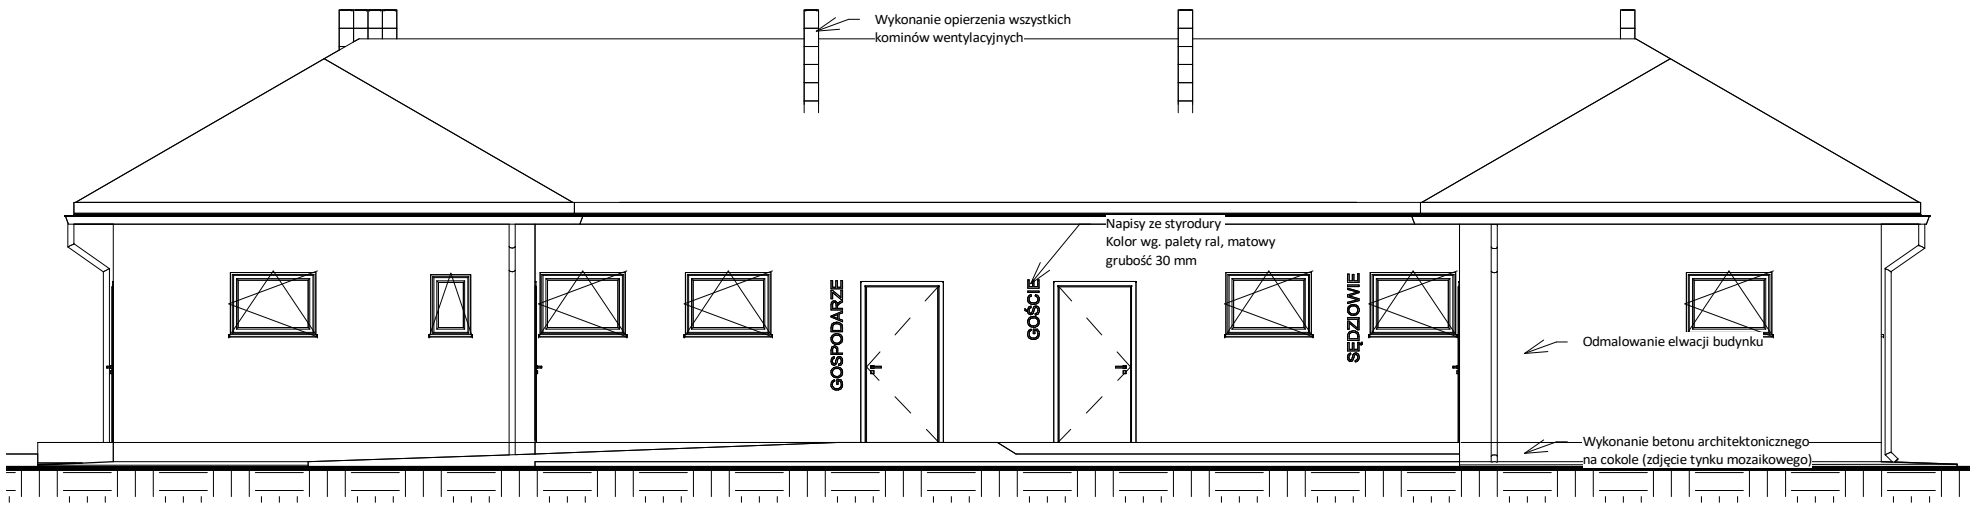 Wykonanie opierzenia wszystkich
kominów wentylacyjnych
Napisy ze styrodury
Kolor wg. palety ral, matowy
grubość 30 mm
GOSPODARZE
GOŚCIE
SĘDZIOWIE
Odmalowanie elwacji budynku
Wykonanie betonu architektonicznego
na cokole (zdjęcie tynku mozaikowego)